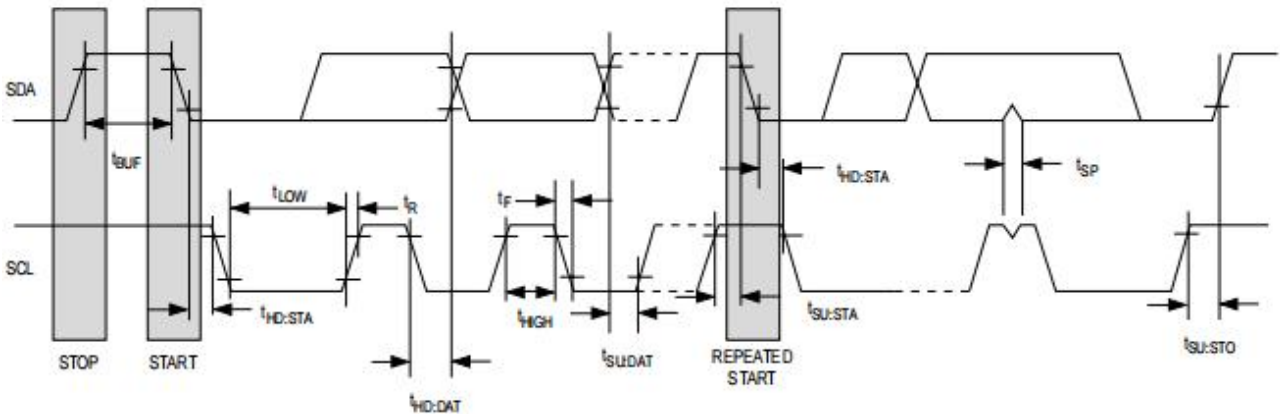 SDA
tBUF
tLOW
tR
tF
tHD:STA
tSP
SCL
tHD:STA
tHIGH
tSU:STA
tSU:DAT
tSU:STO
STOP
START
REPEATED
START
tHD:DAT